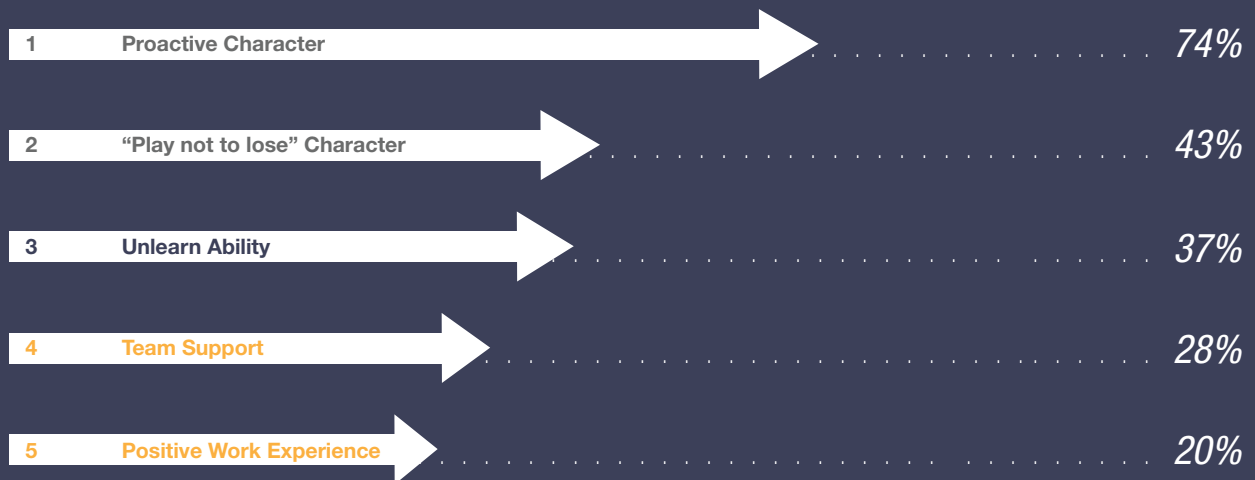 1 Proactive Character 74%
2 “Play not to lose” Character 43%
3 Unlearn Ability 37%
4 Team Support 28%
5 Positive Work Experience 20%